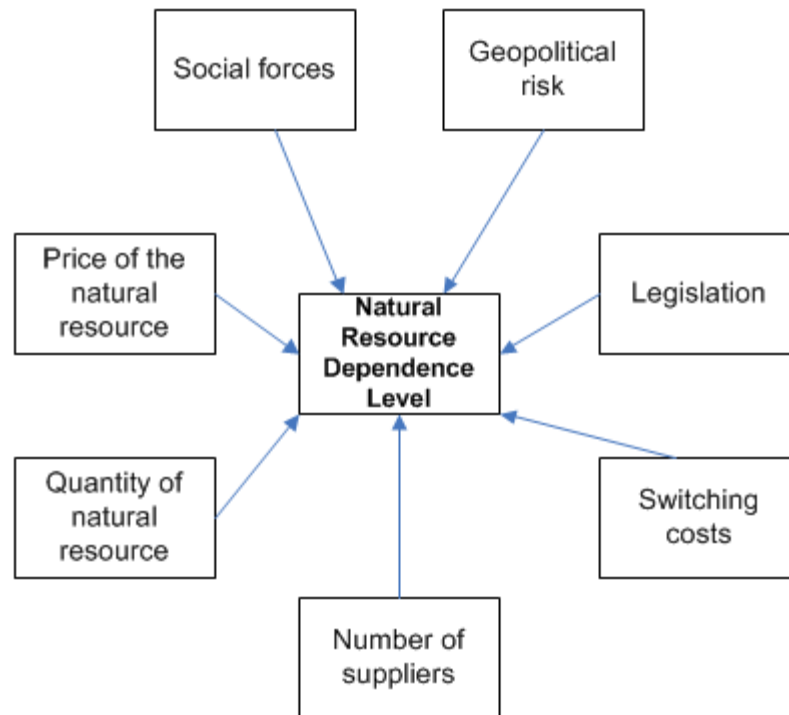 Social forces
Geopolitical
risk
Price of the
natural
resource
Natural
Resource
Dependence
Level
Legislation
Quantity of
natural
resource
Switching
costs
Number of
suppliers